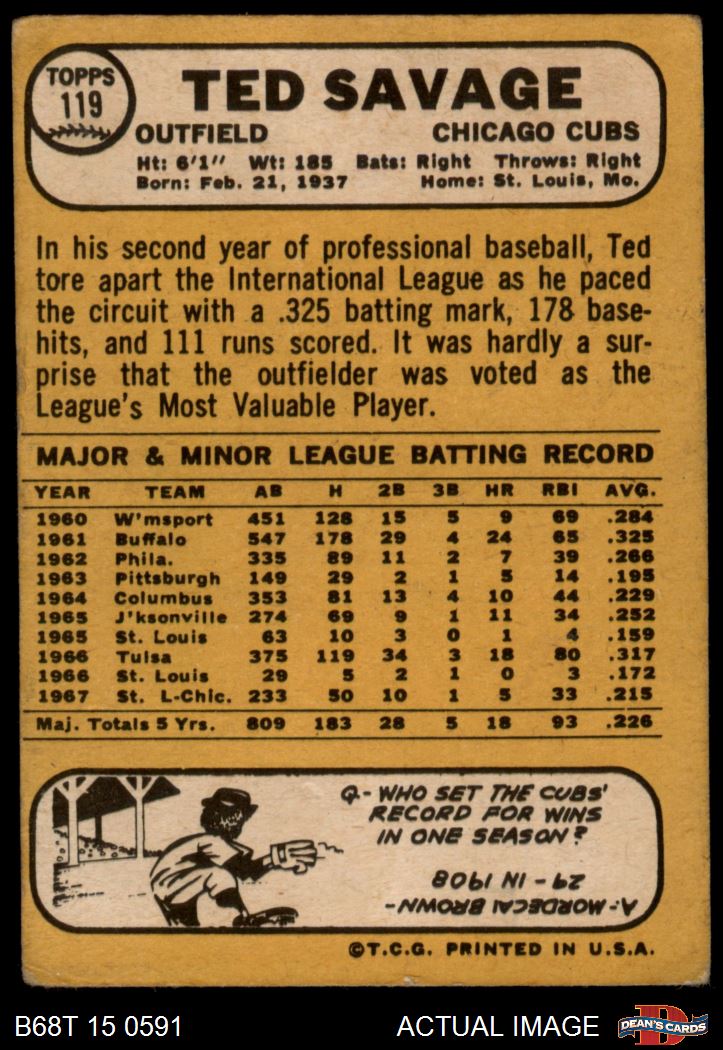 TOPPS
119
TED SAVAGE
OUTFIELD CHICAGO CUBS
Ht: 6'1" Wt: 185 Bats: Right Throws: Right
Born: Feb. 21, 1937 Home: St. Louis, Mo.
In his second year of professional baseball, Ted
tore apart the International League as he paced
the circuit with a .325 batting mark, 178 base-
hits, and 111 runs scored. It was hardly a sur-
prise that the outfielder was voted as the
League's Most Valuable Player.
MAJOR & MINOR LEAGUE BATTING RECORD
YEAR TEAM AB H 2B 3B HR RBI AVG.
1960 W'msport 451 128 15 5 9 69 .284
1961 Buffalo 547 178 29 4 24 65 .325
1962 Phila. 335 89 11 2 7 39 .266
1963 Pittsburgh 149 29 2 1 5 14 .195
1964 Columbus 353 81 13 4 10 44 .229
1965 J'ksonville 274 69 9 1 11 34 .252
1965 St. Louis 63 10 3 0 1 4 .159
1966 Tulsa 375 119 34 3 18 80 .317
1966 St. Louis 29 5 2 1 0 3 .172
1967 St. L-Chic. 233 50 10 1 5 33 .215
Maj. Totals 5 Yrs. 809 183 28 5 18 93 .226
Q- WHO SET THE CUBS'
RECORD FOR WINS
IN ONE SEASON?
A- MORDECAI BROWN-
29 - IN 1908
©T.C.G. PRINTED IN U.S.A.
B68T 15 0591 ACTUAL IMAGE DEAN'S CARDS